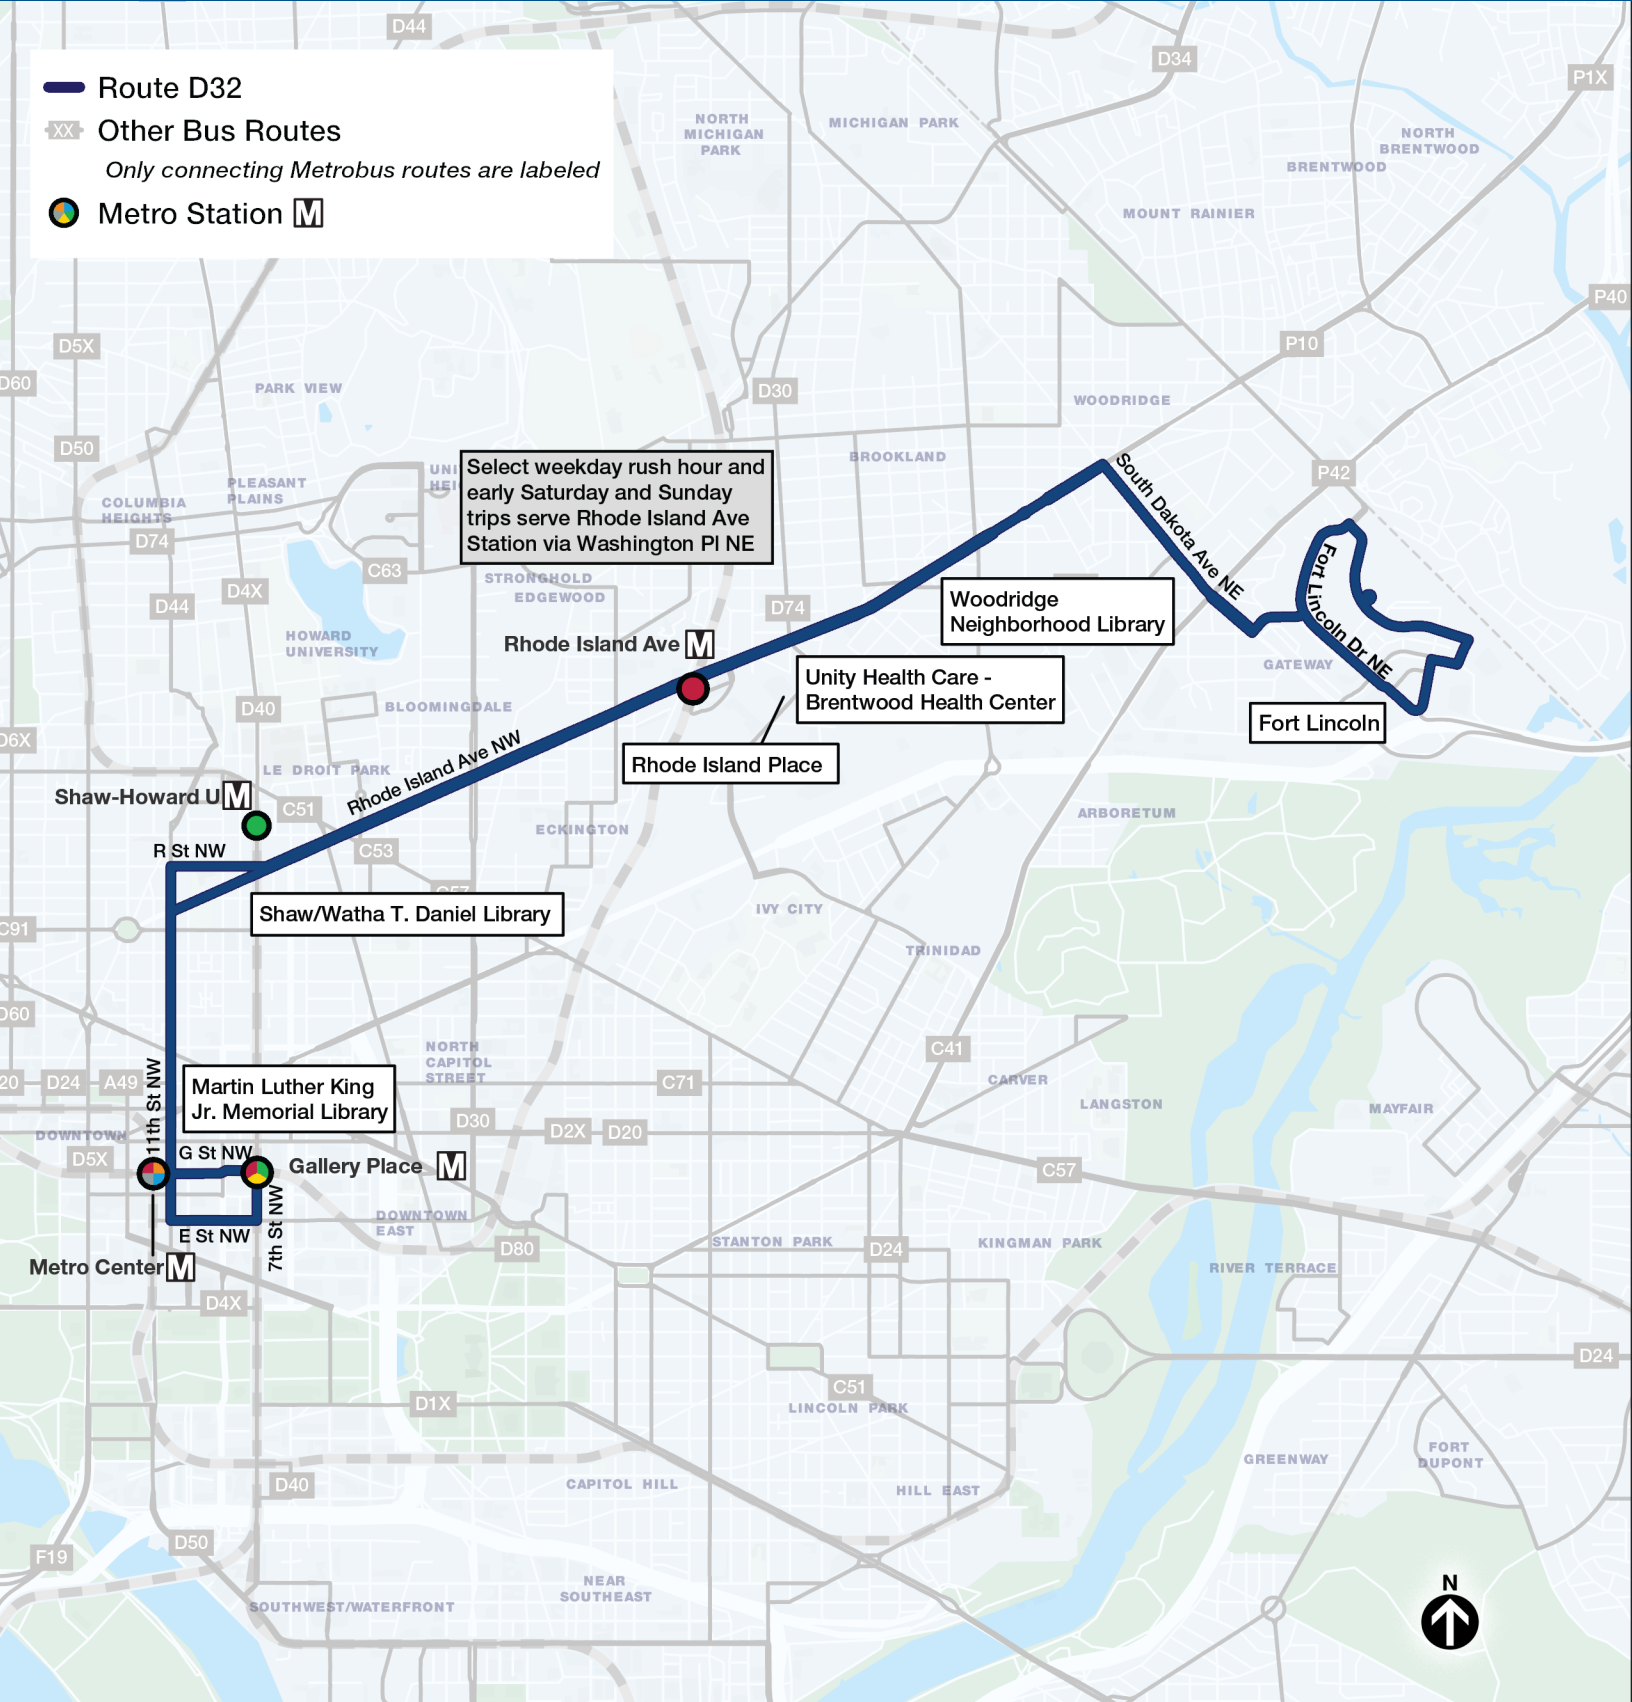 D44
Route D32
XX Other Bus Routes
Only connecting Metrobus routes are labeled
Metro Station M
D34
P1X
NORTH
MICHIGAN
PARK
MICHIGAN PARK
NORTH
BRENTWOOD
BRENTWOOD
MOUNT RAINIER
P40
P10
D5X
D60
PARK VIEW
D30
WOODRIDGE
D50
BROOKLAND
P42
PLEASANT
PLAINS
COLUMBIA
HEIGHTS
D74
Select weekday rush hour and
early Saturday and Sunday
trips serve Rhode Island Ave
Station via Washington Pl NE
South Dakota Ave NE
C63
STRONGHOLD
EDGEWOOD
D4X
D44
D74
Woodridge
Neighborhood Library
Fort Lincoln Dr NE
HOWARD
UNIVERSITY
Rhode Island Ave M
GATEWAY
Unity Health Care -
Brentwood Health Center
D40
BLOOMINGDALE
Fort Lincoln
D6X
Rhode Island Ave NW
Rhode Island Place
LE DROIT PARK
Shaw-Howard U M
C51
ARBORETUM
ECKINGTON
R St NW
C53
Shaw/Watha T. Daniel Library
C91
IVY CITY
TRINIDAD
D60
C41
NORTH
CAPITOL
STREET
11th St NW
Martin Luther King
Jr. Memorial Library
20
D24
A49
C71
CARVER
LANGSTON
MAYFAIR
D30
D2X
D20
DOWNTOWN
D5X
G St NW
Gallery Place M
C57
7th St NW
DOWNTOWN
EAST
E St NW
D80
STANTON PARK
D24
KINGMAN PARK
Metro Center M
RIVER TERRACE
D4X
D24
C51
LINCOLN PARK
D1X
FORT
DUPONT
GREENWAY
D40
CAPITOL HILL
HILL EAST
D50
F19
NEAR
SOUTHEAST
SOUTHWEST/WATERFRONT
N